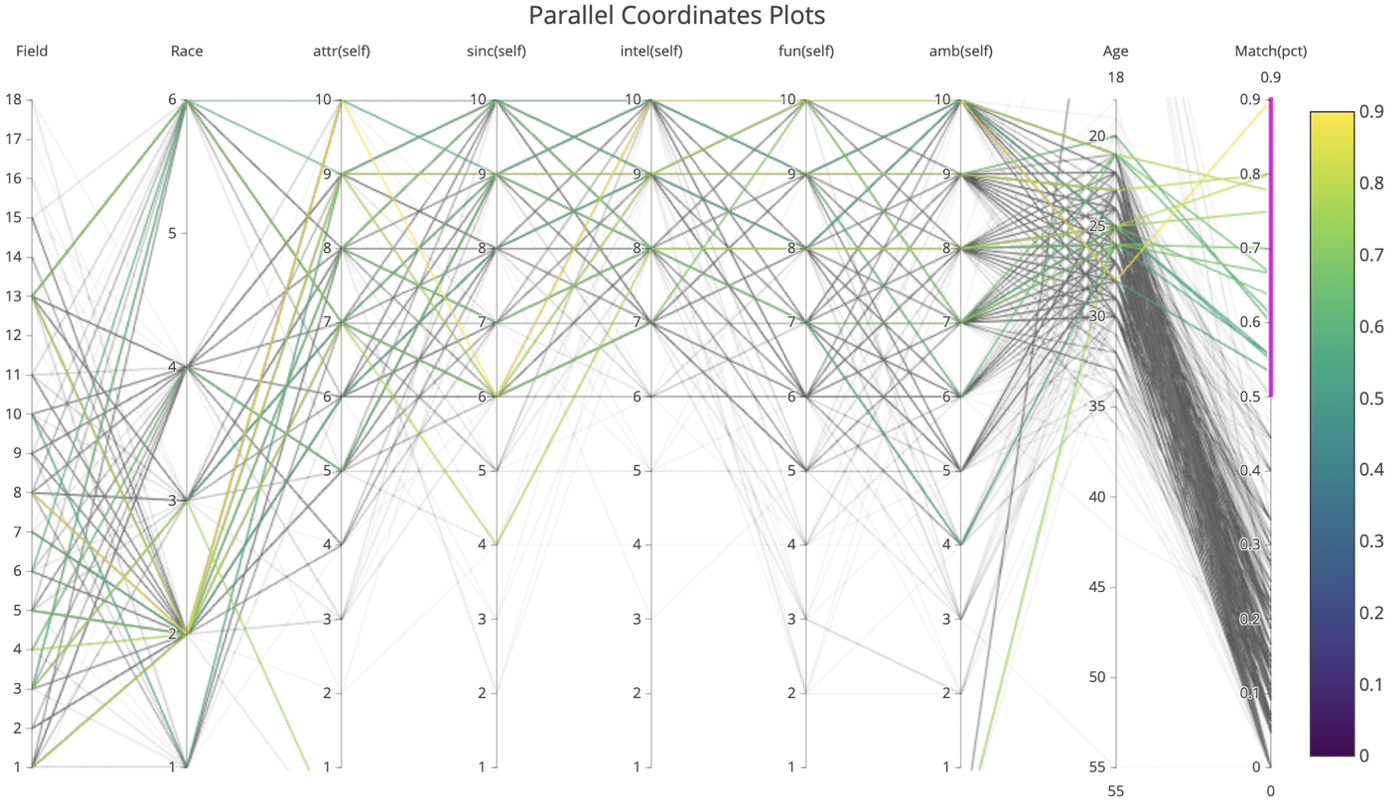 Parallel Coordinates Plots
Field Race attr(self) sinc(self) intel(self) fun(self) amb(self) Age Match(pct)
18 0.9
18 6 10 10 10 10 10 0.9 0.9
17
20
16 0.8
9 9 9 9 9 0.8
15
5 25
14 8 8 8 8 8 0.7 0.7
13
12 7 7 7 7 7 30 0.6 0.6
11 4
10 6 6 6 6 6 35 0.5 0.5
9
8 5 5 5 5 5 0.4 0.4
3 40
7 4 4 4 4 4 0.3 0.3
6
5 3 3 3 3 3 45 0.2 0.2
4 2
3 2 2 2 2 2 50 0.1 0.1
2
1 1 1 1 1 1 1 55 0 0
55 0